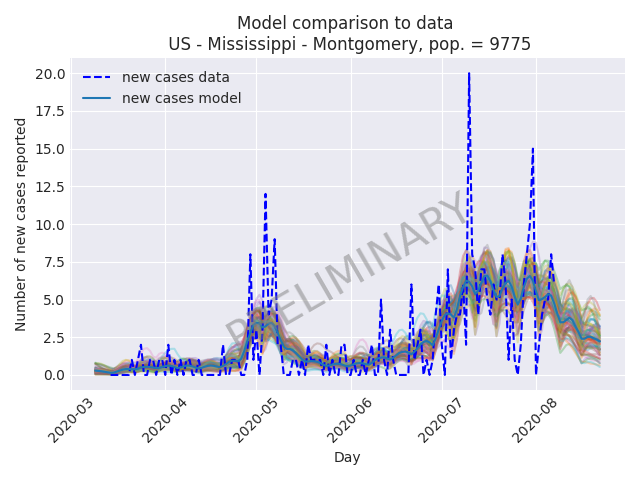 Model comparison to data
US - Mississippi - Montgomery, pop. = 9775
new cases data
new cases model
20.0
17.5
15.0
12.5
10.0
7.5
5.0
2.5
0.0
Number of new cases reported
PRELIMINARY
2020-03
2020-04
2020-05
2020-06
2020-07
2020-08
Day